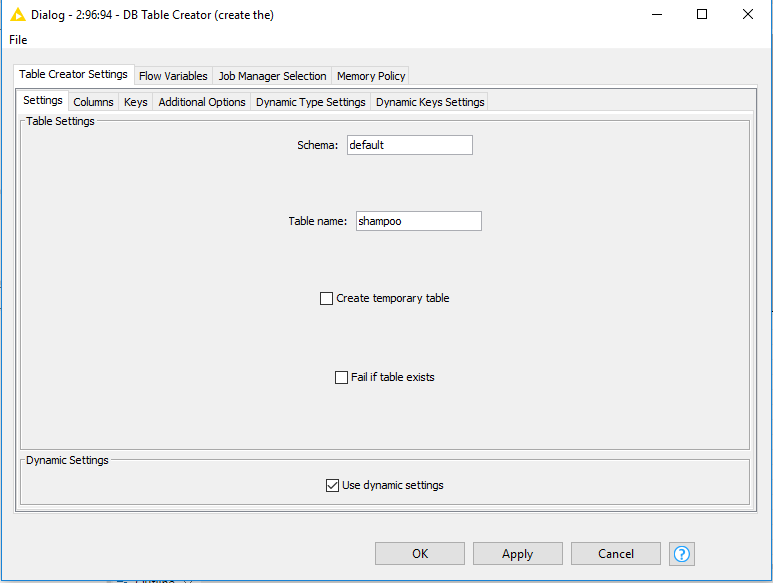 Dialog - 2:96:94 - DB Table Creator (create the)
File
Table Creator Settings Flow Variables Job Manager Selection Memory Policy
Settings Columns Keys Additional Options Dynamic Type Settings Dynamic Keys Settings
Table Settings
Schema: default
Table name: shampoo
Create temporary table
Fail if table exists
Dynamic Settings
Use dynamic settings
OK Apply Cancel ?